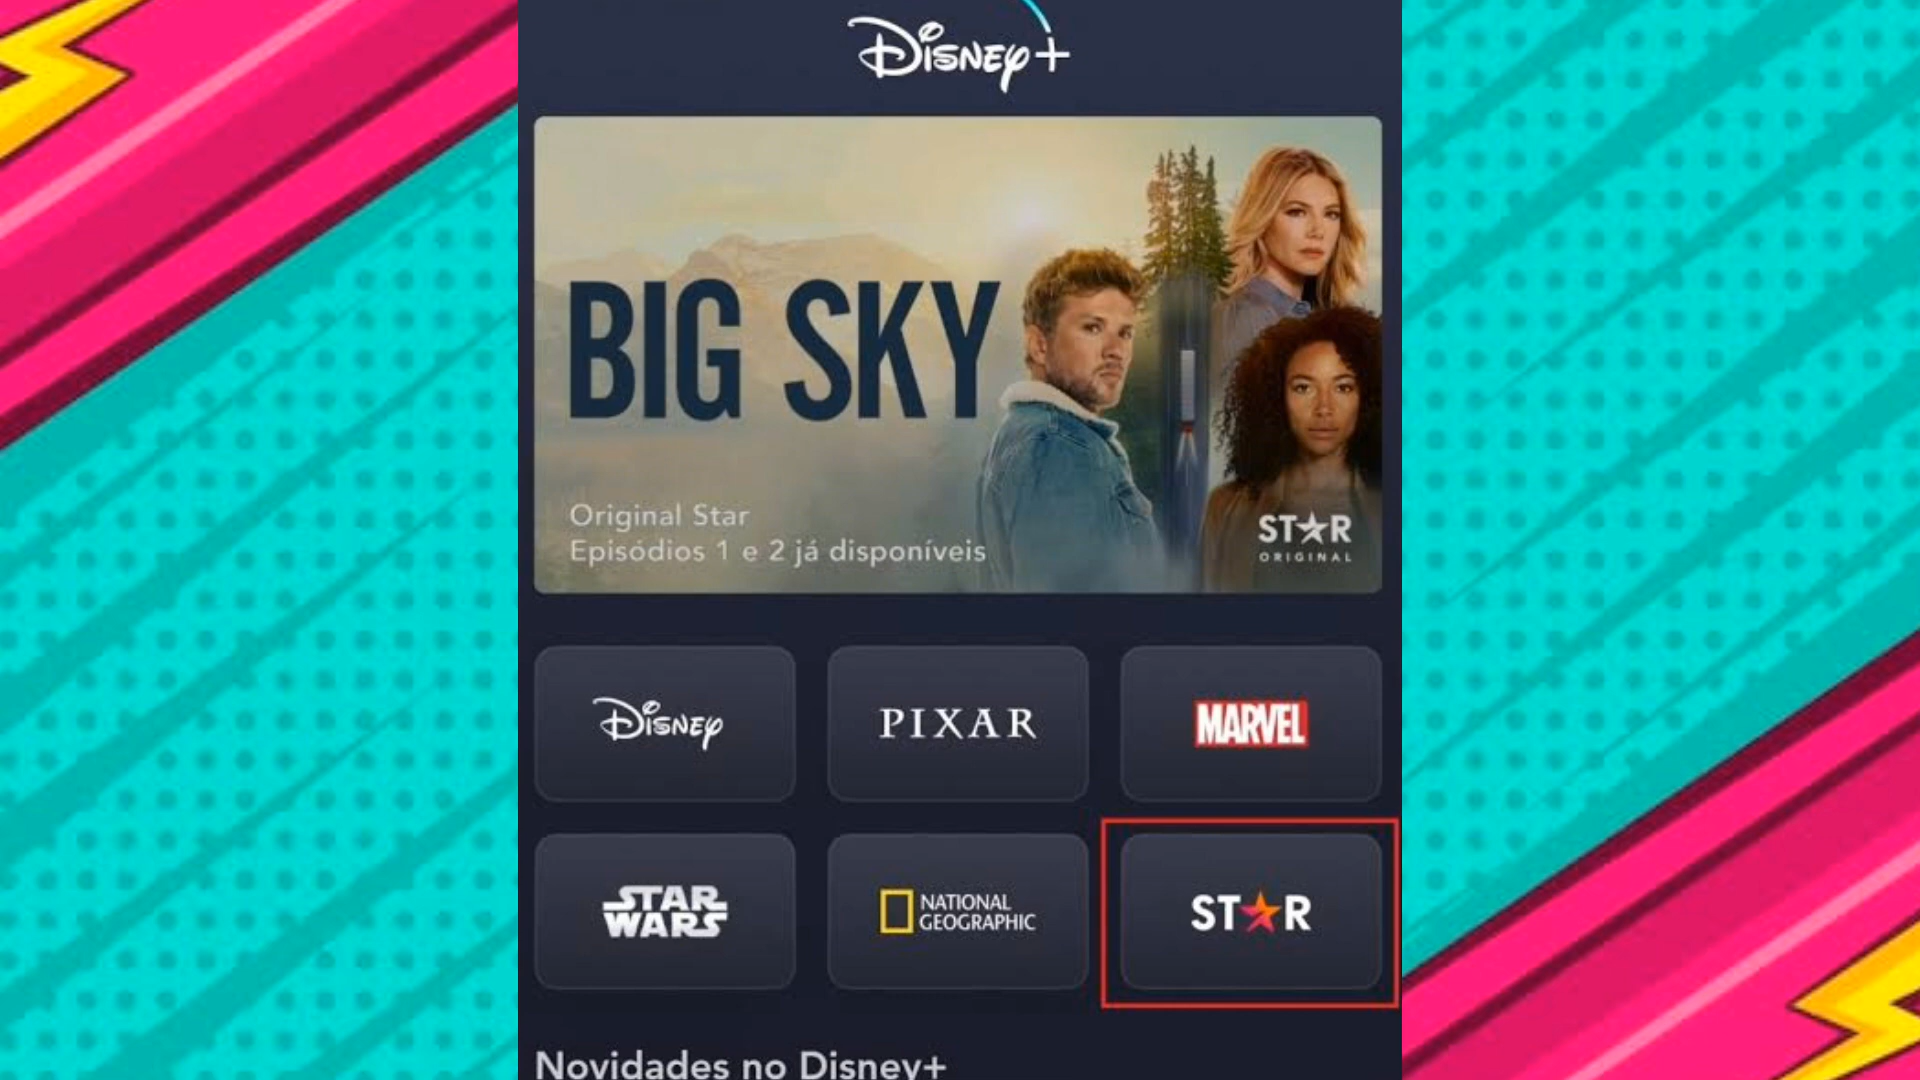 Disney+
BIG SKY
Original Star
Episódios 1 e 2 já disponíveis
STAR
ORIGINAL
Disney
PIXAR
MARVEL
STAR
WARS
NATIONAL
GEOGRAPHIC
STAR
Novidades no Disney+